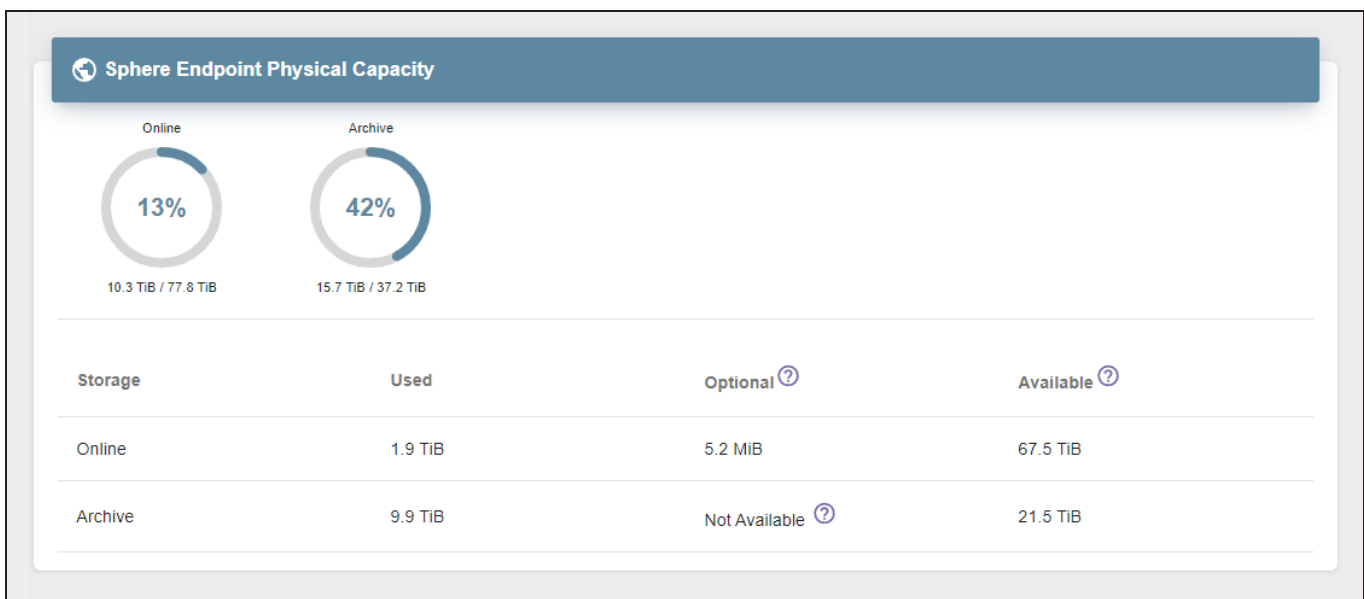 Sphere Endpoint Physical Capacity
Online Archive
13% 42%
10.3 TiB / 77.8 TiB 15.7 TiB / 37.2 TiB
Storage Used Optional Available
Online 1.9 TiB 5.2 MiB 67.5 TiB
Archive 9.9 TiB Not Available 21.5 TiB